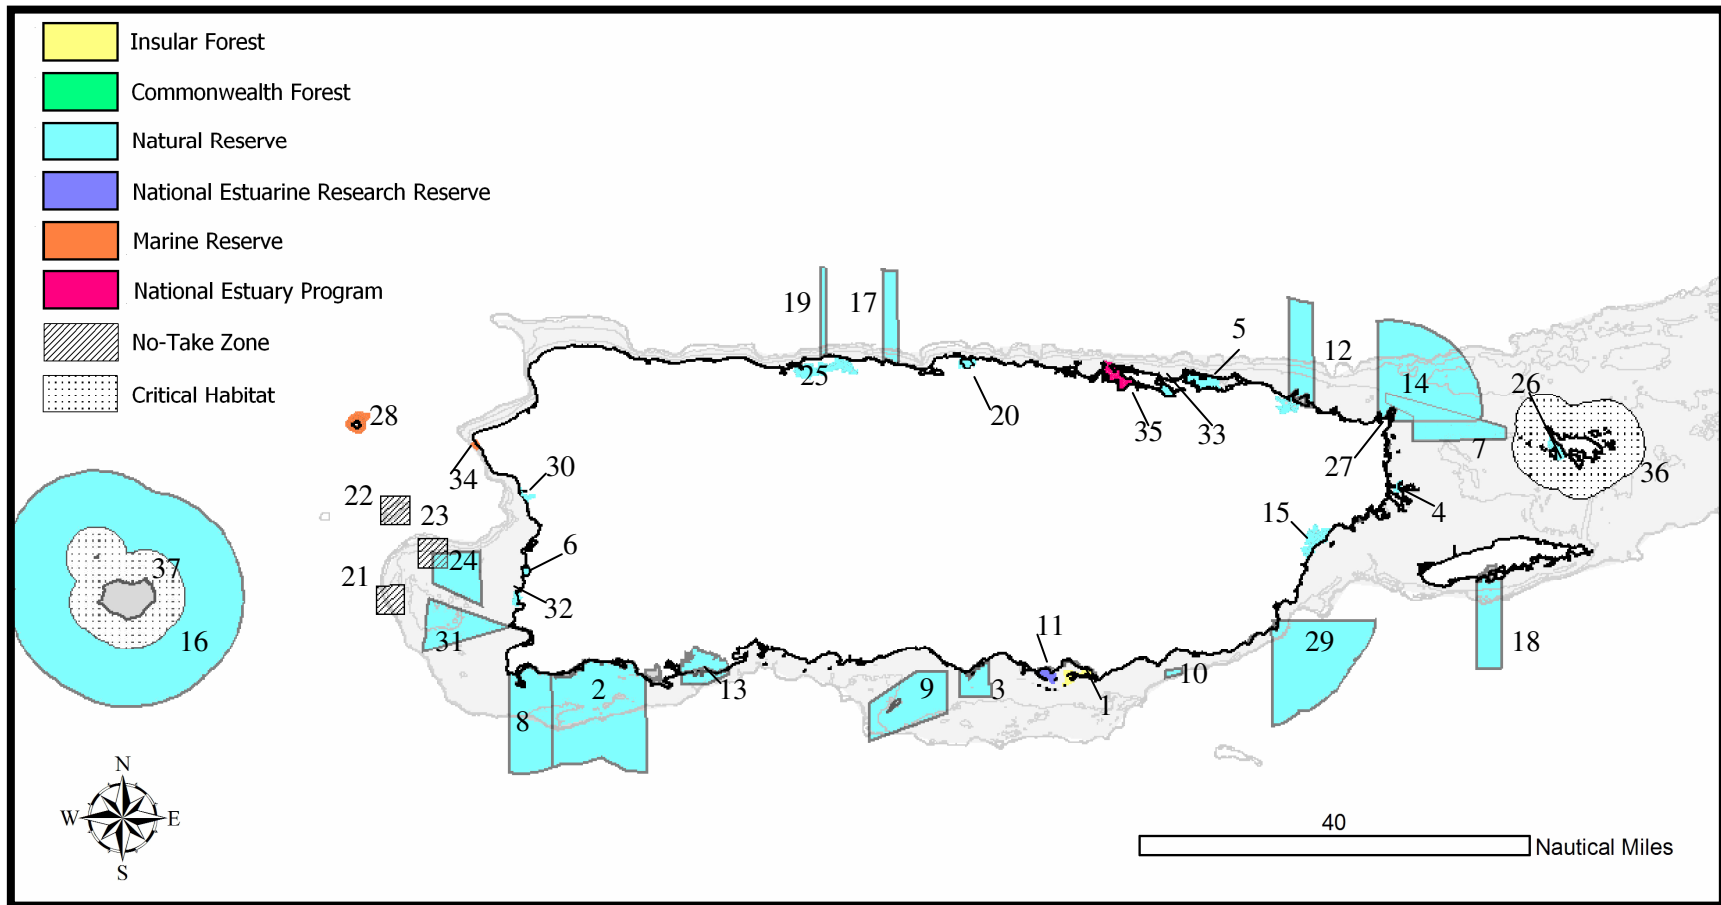 Insular Forest
Commonwealth Forest
Natural Reserve
National Estuarine Research Reserve
Marine Reserve
National Estuary Program
No-Take Zone
Critical Habitat
19
17
5
12
14
26
25
20
35
33
27
7
36
28
34
30
22
23
15
4
6
24
37
21
32
16
31
11
29
18
2
13
9
3
10
1
8
N
W
E
S
40
Nautical Miles